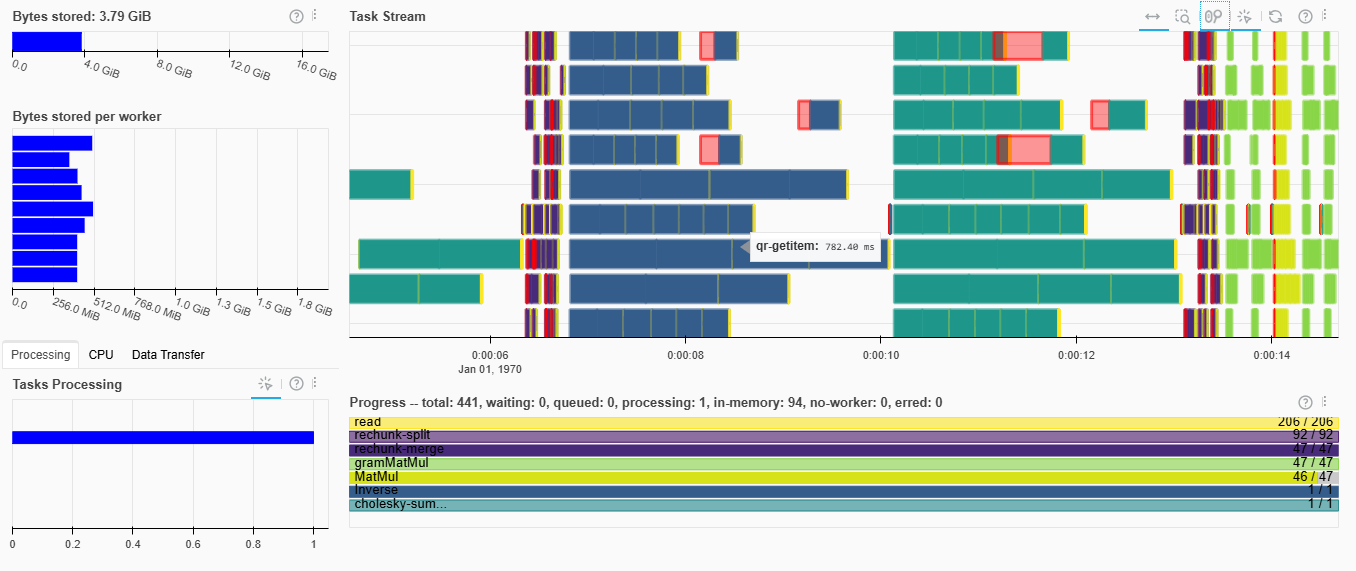 Bytes stored: 3.79 GiB
0.0 4.0 GiB 8.0 GiB 12.0 GiB 16.0 GiB
Bytes stored per worker
0.0 256.0 MiB 512.0 MiB 768.0 MiB 1.0 GiB 1.3 GiB 1.5 GiB 1.8 GiB
Processing CPU Data Transfer
Tasks Processing
0 0.2 0.4 0.6 0.8 1
Task Stream
qr-getitem: 782.40 ms
0:00:06 0:00:08 0:00:10 0:00:12 0:00:14
Jan 01, 1970
Progress -- total: 441, waiting: 0, queued: 0, processing: 1, in-memory: 94, no-worker: 0, erred: 0
read 206 / 206
rechunk-split 92 / 92
rechunk-merge 47 / 47
gramMatMul 47 / 47
MatMul 46 / 47
Inverse 1 / 1
cholesky-sum... 1 / 1